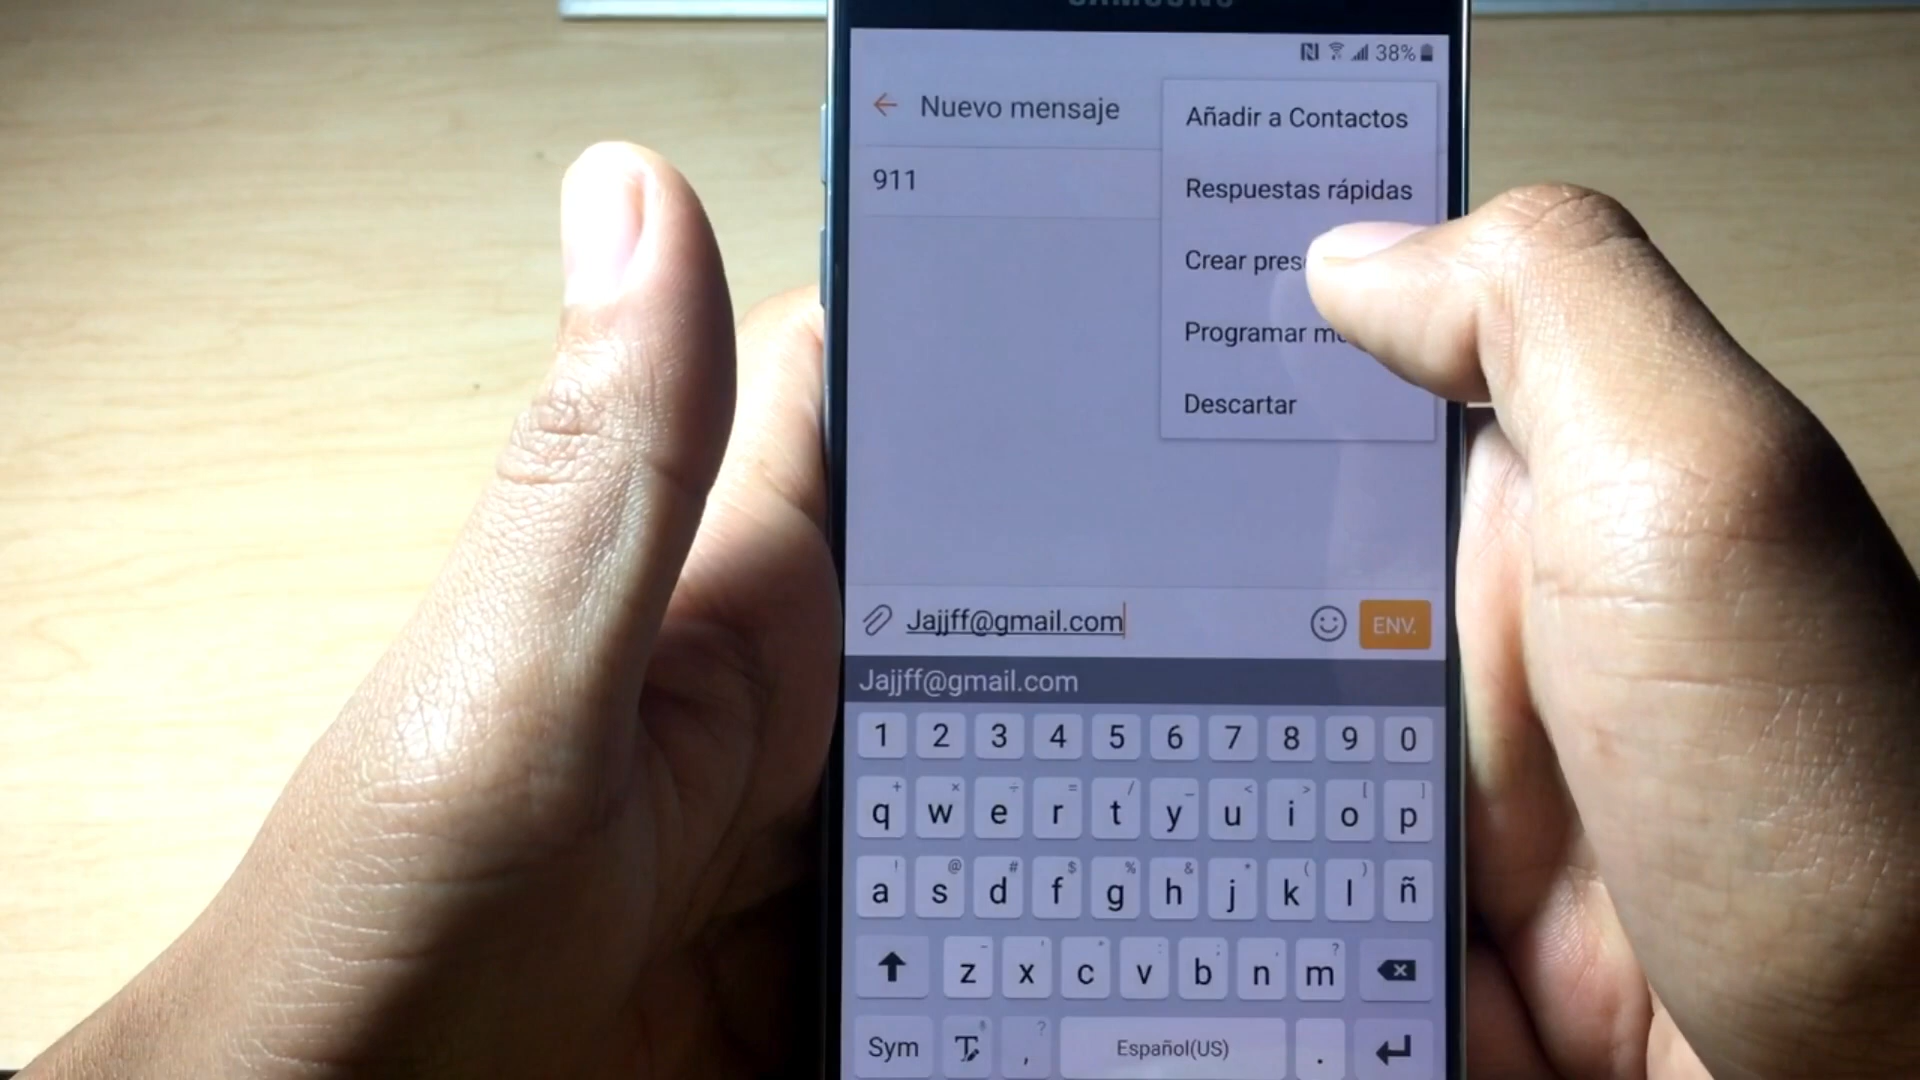 SAMSUNG
38%
Nuevo mensaje
Añadir a Contactos
911
Respuestas rápidas
Crear
Programar
Descartar
Jajjff@gmail.com
ENV.
Jajjff@gmail.com
1 2 3 4 5 6 7 8 9 0
+ × ÷ = / _ < > [ ]
q w e r t y u i o p
! @ # $ % & * ( )
a s d f g h j k l ñ
- ' " : ; , ?
z x c v b n m
?
Sym T , Español(US) .